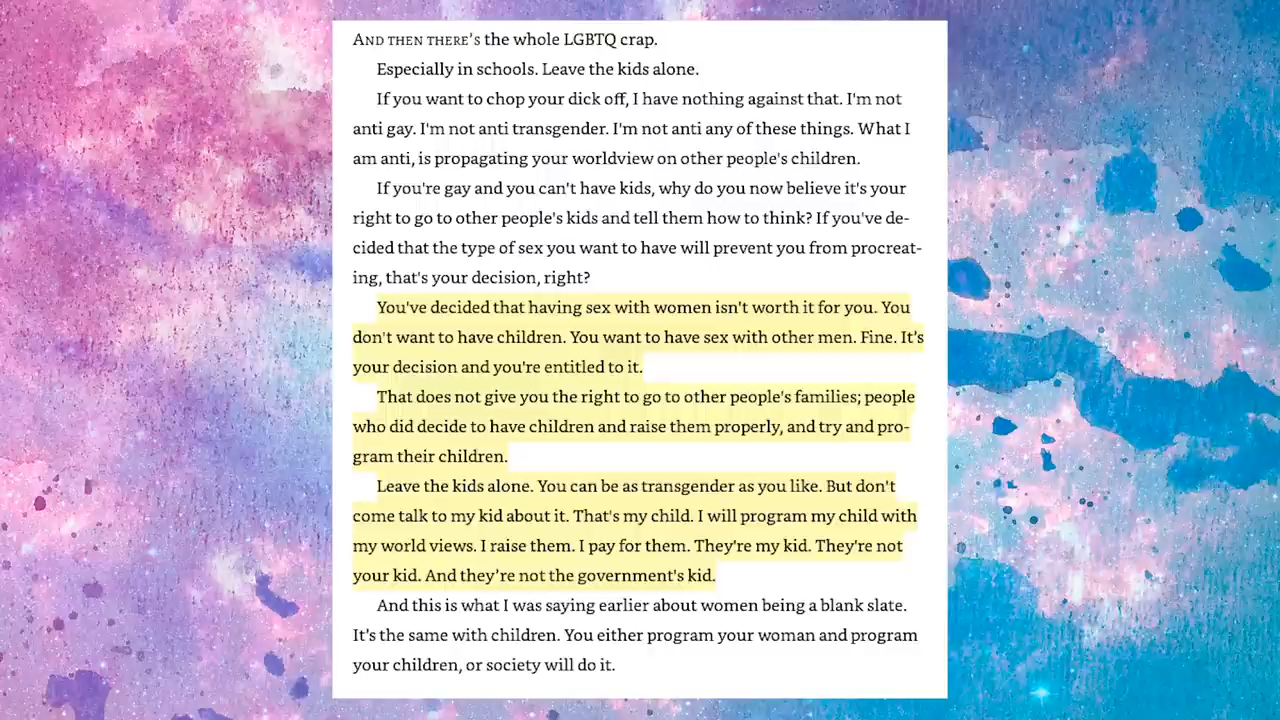 AND THEN THERE'S the whole LGBTQ crap.
Especially in schools. Leave the kids alone.
If you want to chop your dick off, I have nothing against that. I'm not
anti gay. I'm not anti transgender. I'm not anti any of these things. What I
am anti, is propagating your worldview on other people's children.
If you're gay and you can't have kids, why do you now believe it's your
right to go to other people's kids and tell them how to think? If you've de-
cided that the type of sex you want to have will prevent you from procreat-
ing, that's your decision, right?
You've decided that having sex with women isn't worth it for you. You
don't want to have children. You want to have sex with other men. Fine. It's
your decision and you're entitled to it.
That does not give you the right to go to other people's families; people
who did decide to have children and raise them properly, and try and pro-
gram their children.
Leave the kids alone. You can be as transgender as you like. But don't
come talk to my kid about it. That's my child. I will program my child with
my world views. I raise them. I pay for them. They're my kid. They're not
your kid. And they're not the government's kid.
And this is what I was saying earlier about women being a blank slate.
It's the same with children. You either program your woman and program
your children, or society will do it.